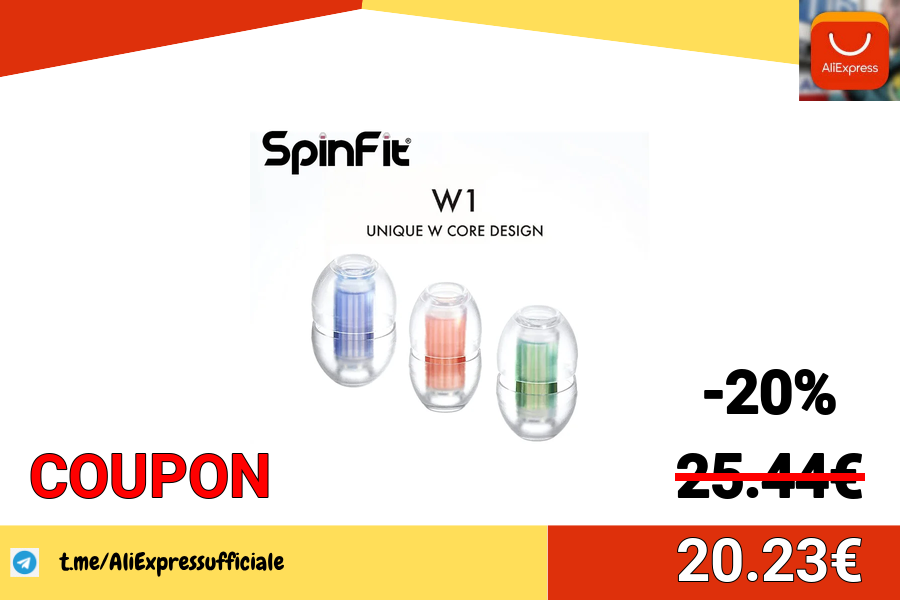 AliExpress
SpinFit®
W1
UNIQUE W CORE DESIGN
-20%
COUPON
25.44€
t.me/AliExpressufficiale
20.23€